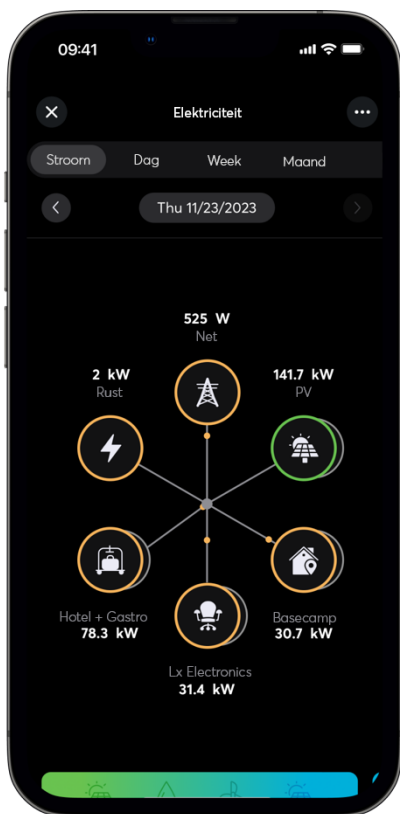 09:41
Elektriciteit
Stroorn Dag Week Maand
Thu 11/23/2023
525 W
Net
2 kW
Rust
141.7 kW
PV
Hotel + Gastro
78.3 kW
Basecamp
30.7 kW
Lx Electronics
31.4 kW